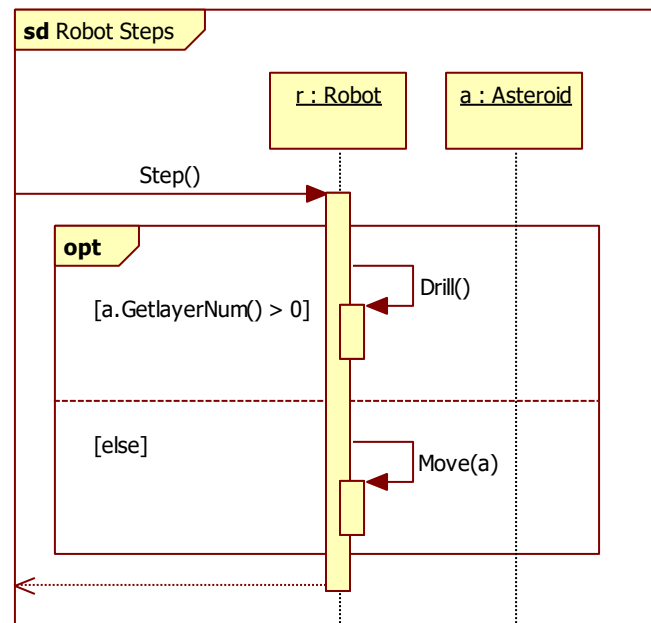 sd Robot Steps
r : Robot
a : Asteroid
Step()
opt
Drill()
[a.GetlayerNum() > 0]
[else]
Move(a)